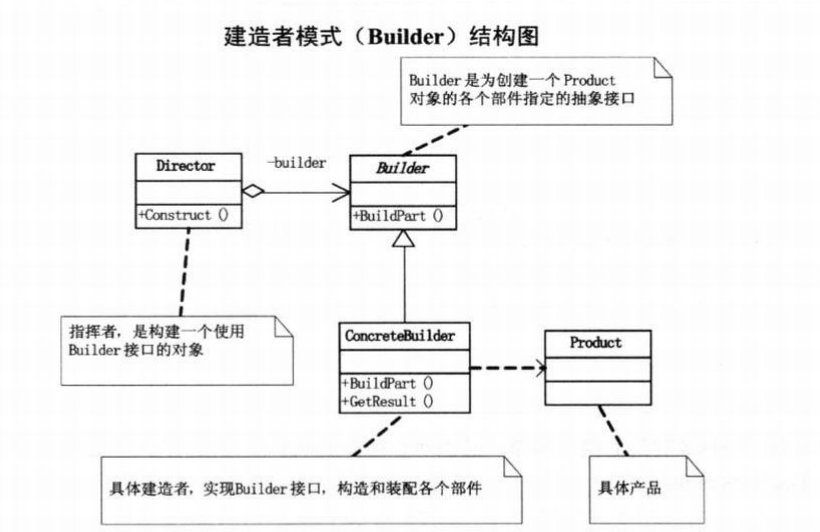 建造者模式（Builder）结构图
Builder是为创建一个Product
对象的各个部件指定的抽象接口
Director
-builder
Builder
+Construct()
+BuildPart()
指挥者，是构建一个使用
Builder接口的对象
ConcreteBuilder
Product
+BuildPart()
+GetResult()
具体建造者，实现Builder接口，构造和装配各个部件
具体产品